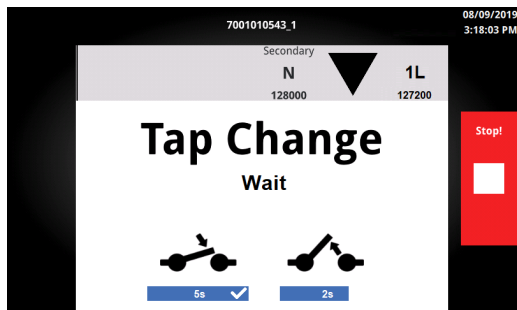 7001010543_1
08/09/2019
3:18:03 PM
Secondary
N
1L
128000
127200
Tap Change
Wait
Stop!
5s
2s